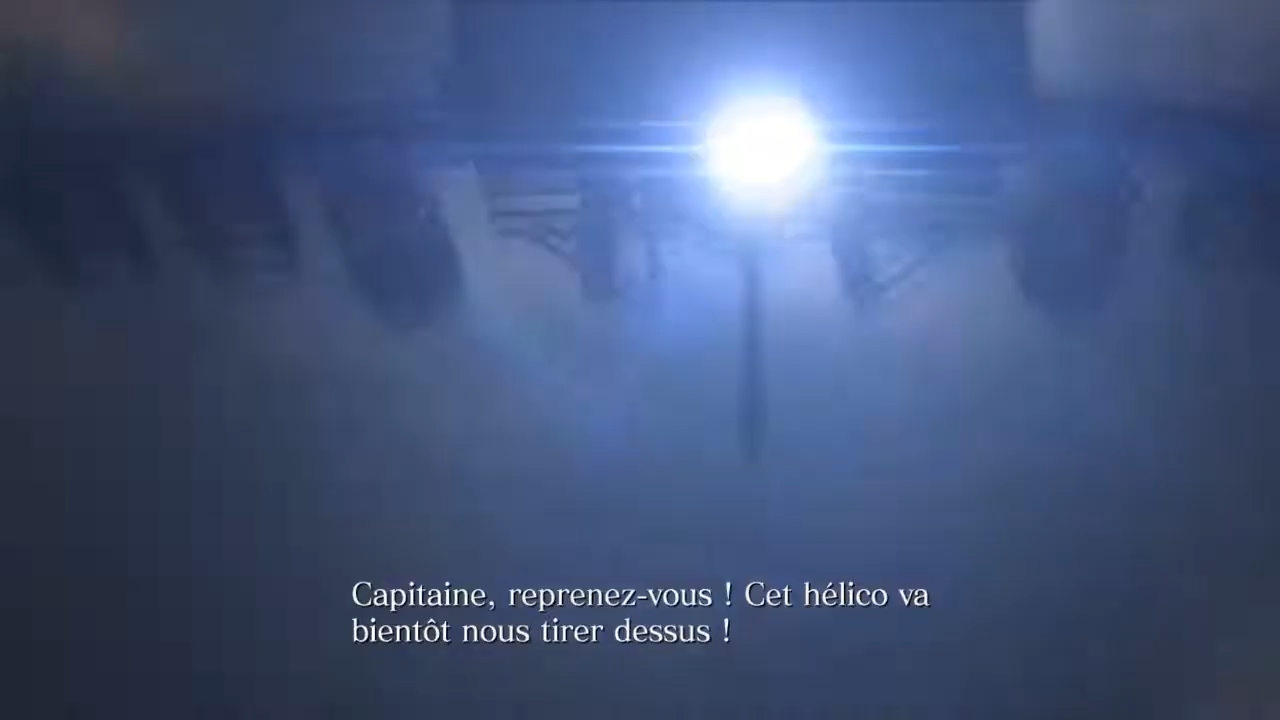 Capitaine, reprenez-vous ! Cet hélico va
bientôt nous tirer dessus !